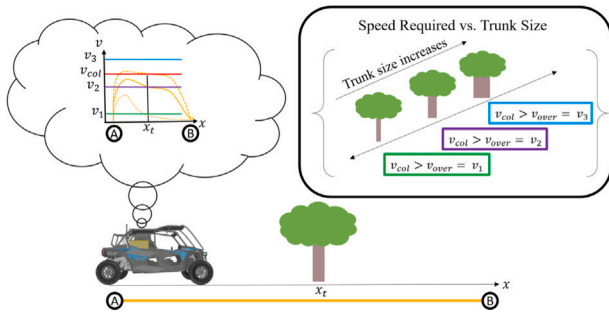 v
v3
vcol
v2
v1
A
B
x
xt
Speed Required vs. Trunk Size
Trunk size increases
vcol > vover = v3
vcol > vover = v2
vcol > vover = v1
x
xt
A
B